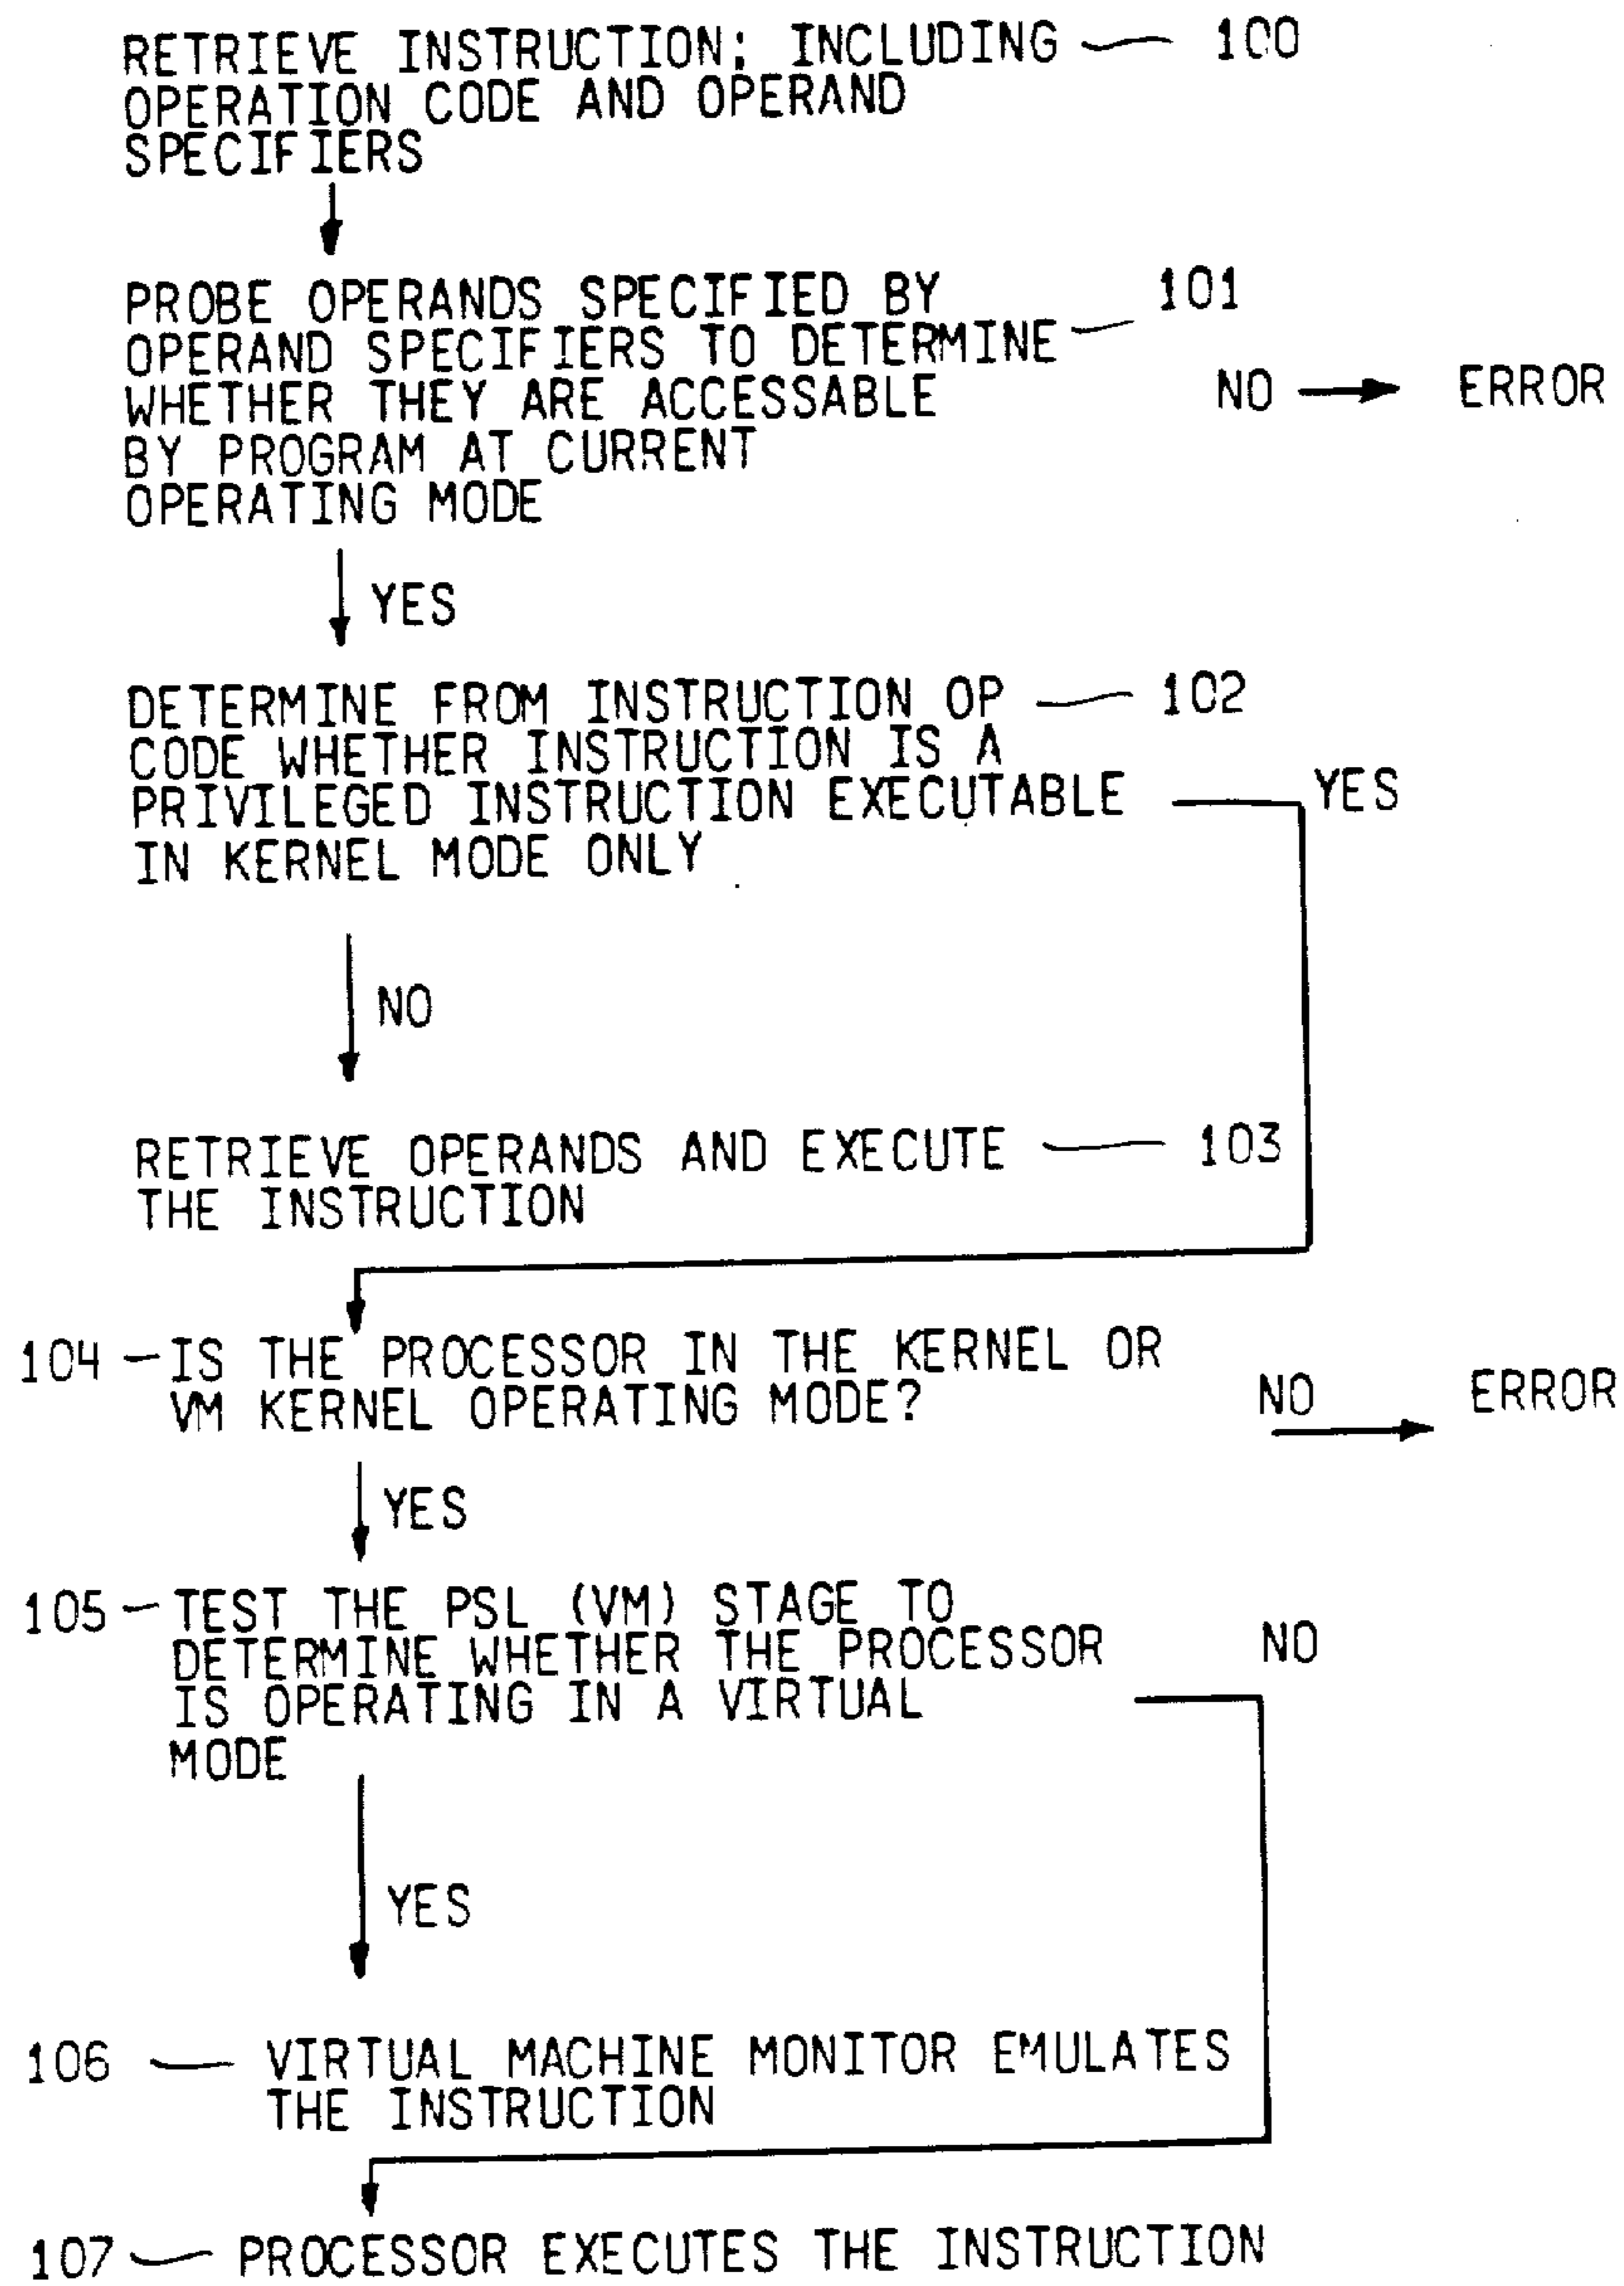 RETRIEVE INSTRUCTION; INCLUDING 100
OPERATION CODE AND OPERAND
SPECIFIERS
PROBE OPERANDS SPECIFIED BY 101
OPERAND SPECIFIERS TO DETERMINE
WHETHER THEY ARE ACCESSABLE NO ERROR
BY PROGRAM AT CURRENT
OPERATING MODE
YES
DETERMINE FROM INSTRUCTION OP 102
CODE WHETHER INSTRUCTION IS A
PRIVILEGED INSTRUCTION EXECUTABLE YES
IN KERNEL MODE ONLY
NO
RETRIEVE OPERANDS AND EXECUTE 103
THE INSTRUCTION
104 IS THE PROCESSOR IN THE KERNEL OR
VM KERNEL OPERATING MODE? NO ERROR
YES
105 TEST THE PSL (VM) STAGE TO
DETERMINE WHETHER THE PROCESSOR NO
IS OPERATING IN A VIRTUAL
MODE
YES
106 VIRTUAL MACHINE MONITOR EMULATES
THE INSTRUCTION
107 PROCESSOR EXECUTES THE INSTRUCTION